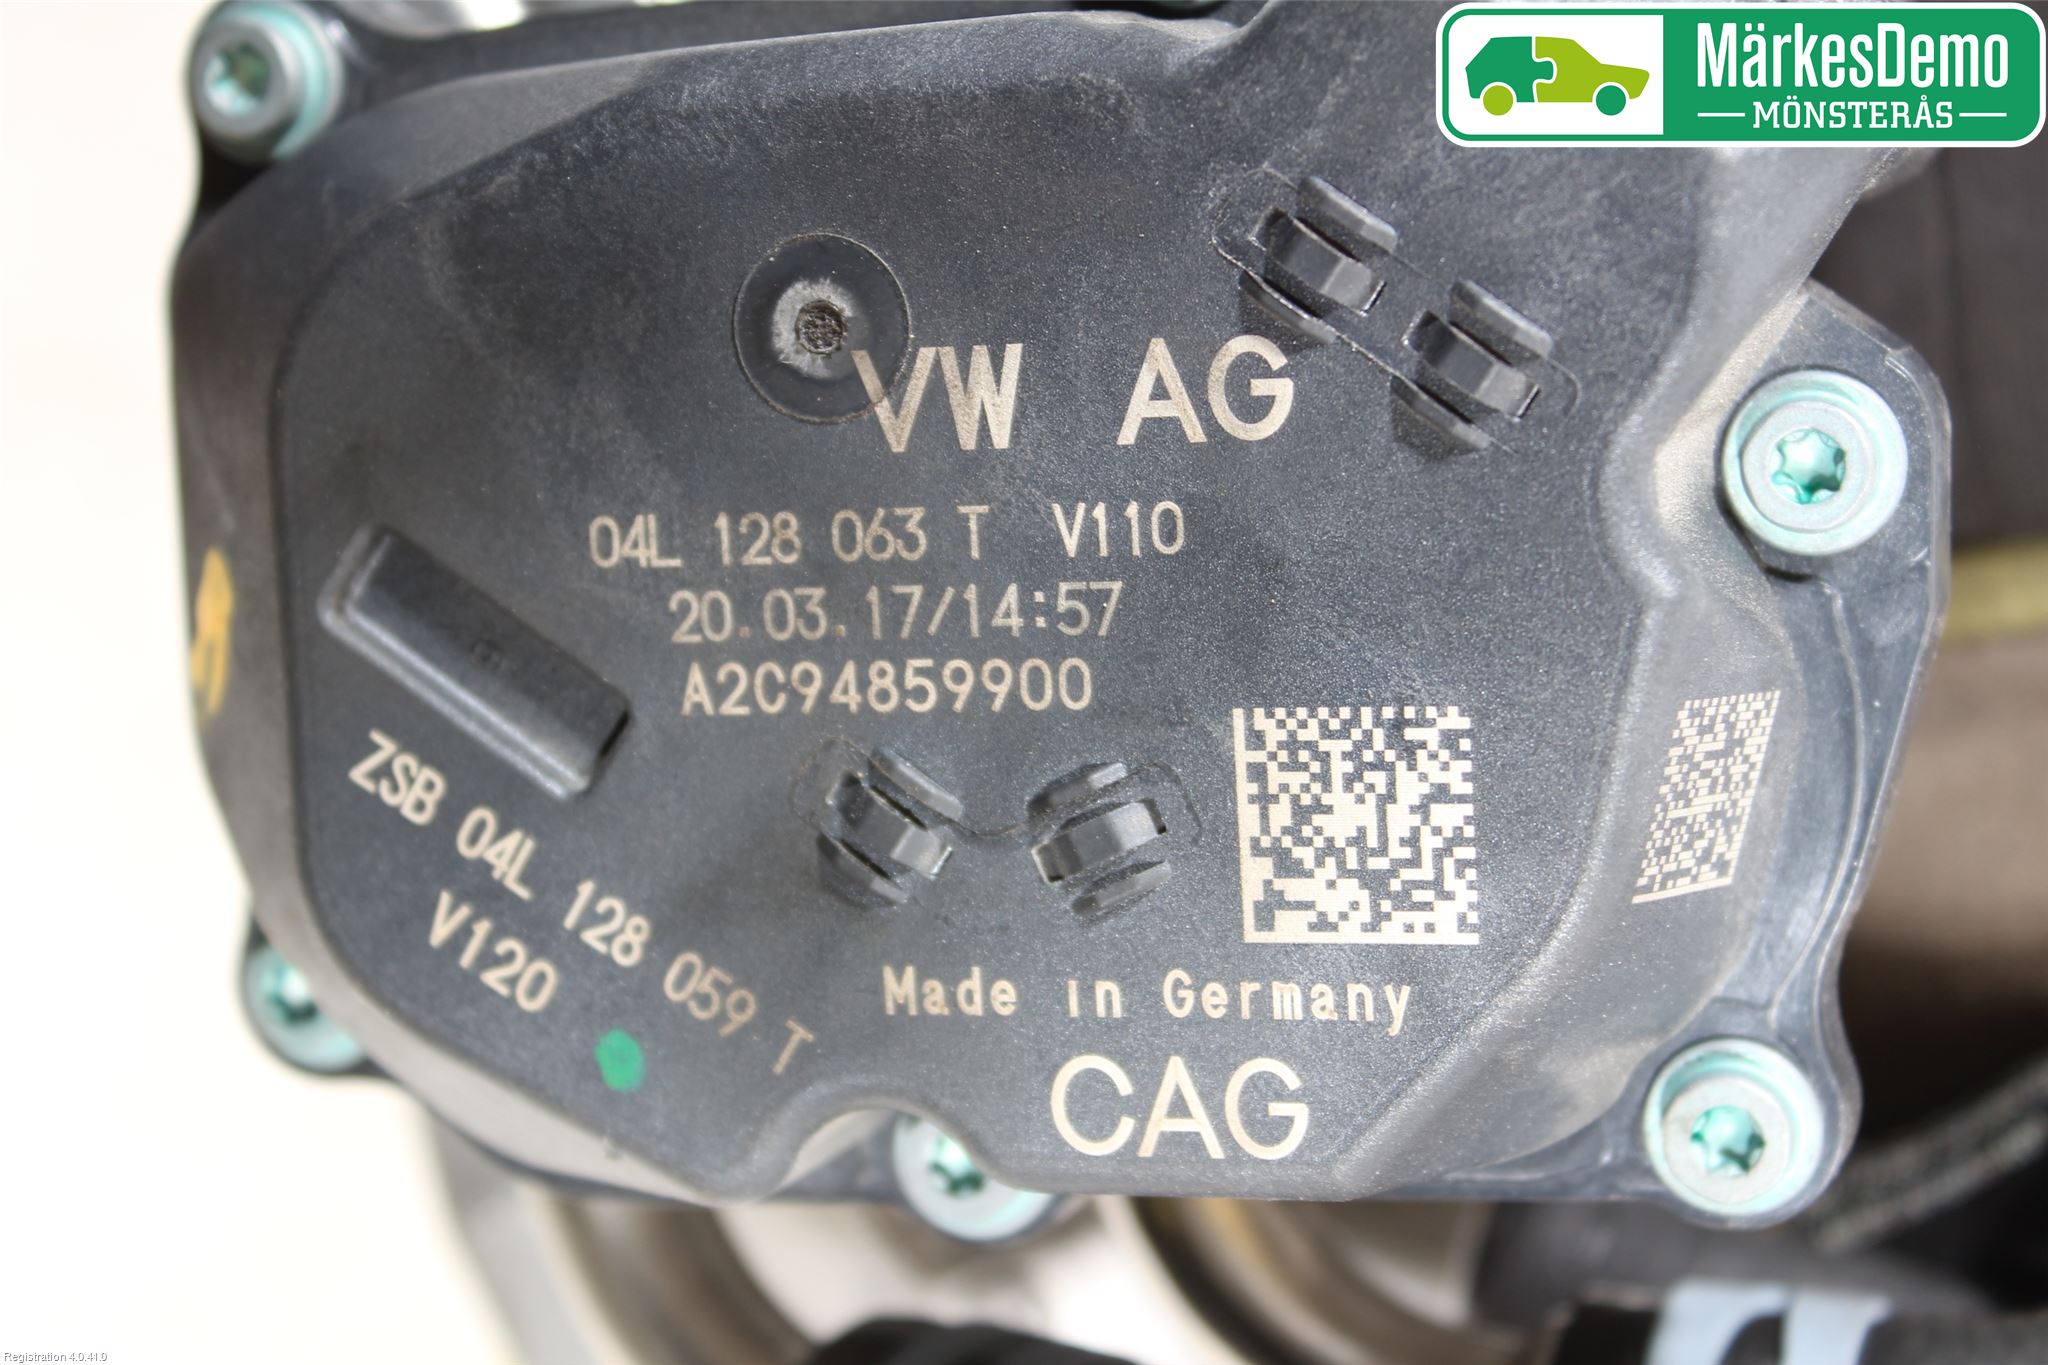 MärkesDemo
MÖNSTERÅS
VW AG
04L 128 063 T V110
20.03.17/14:57
A2C94859900
ZSB 04L 128 059 T
V120
Made in Germany
CAG
Registration 4.0.41.0